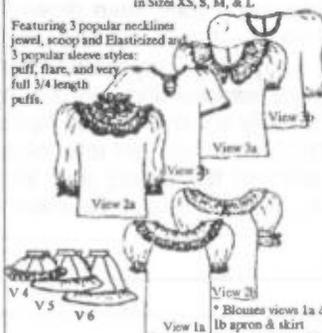 in Sizes XS, S, M, & L
Featuring 3 popular necklines
jewel, scoop and Elasticized and
3 popular sleeve styles:
puff, flare, and very
full 3/4 length
puffs.
View 3b
View 3a
View 2b
View 2a
View 2b
V 4
V 5
V 6
View 1a
* Blouses views 1a &
1b apron & skirt